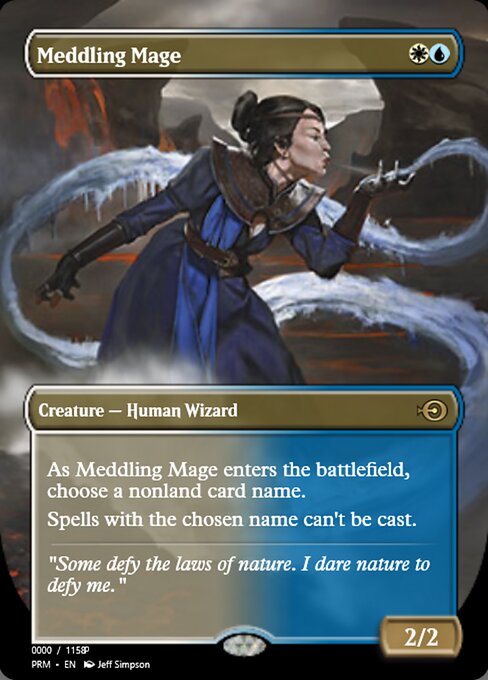 Meddling Mage
Creature — Human Wizard
As Meddling Mage enters the battlefield,
choose a nonland card name.
Spells with the chosen name can't be cast.
"Some defy the laws of nature. I dare nature to
defy me."
2/2
0000 / 1158P
PRM • EN Jeff Simpson